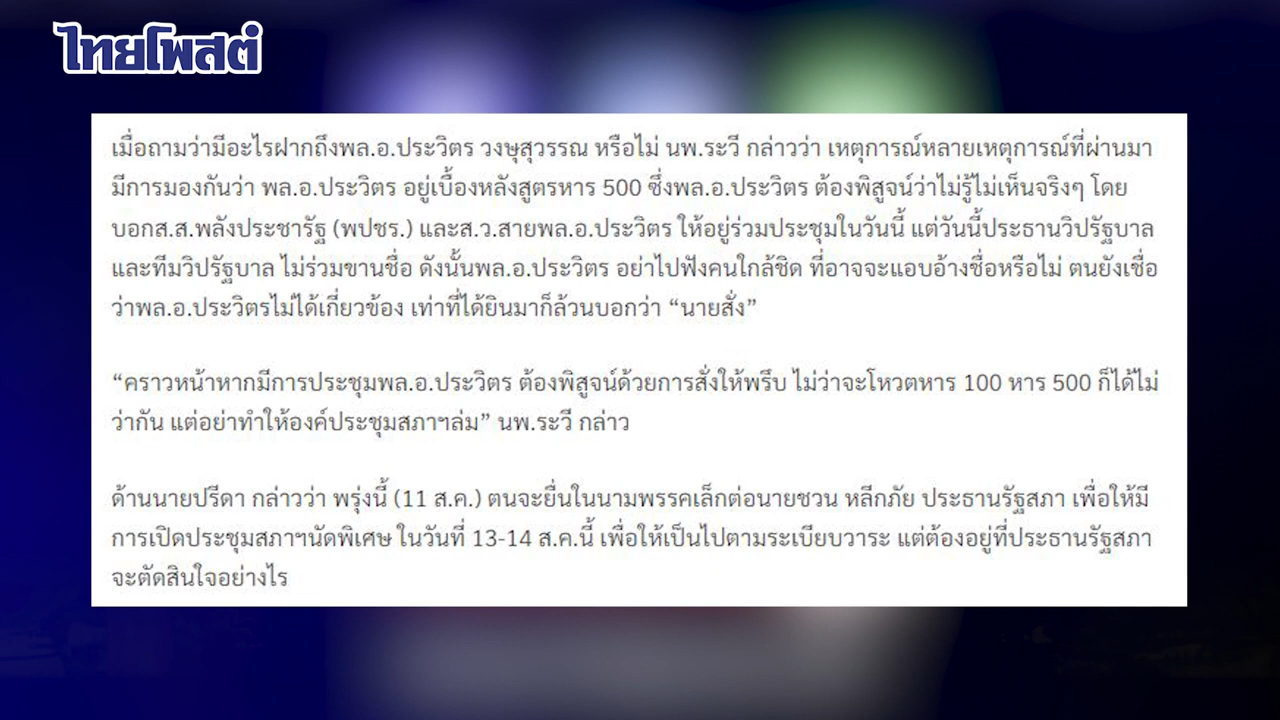 ไทยโพสต์
เมื่อถามว่ามีอะไรฝากถึงพล.อ.ประวิตร วงษุสุวรรณ หรือไม่ นพ.ระวี กล่าวว่า เหตุการณ์หลายเหตุการณ์ที่ผ่านมา
มีการมองกันว่า พล.อ.ประวิตร อยู่เบื้องหลังสูตรหาร 500 ซึ่งพล.อ.ประวิตร ต้องพิสูจน์ว่าไม่รู้ไม่เห็นจริงๆ โดย
บอกส.ส.พลังประชารัฐ (พปชร.) และส.ว.สายพล.อ.ประวิตร ให้อยู่ร่วมประชุมในวันนี้ แต่วันนี้ประธานวิปรัฐบาล
และทีมวิปรัฐบาล ไม่ร่วมขานชื่อ ดังนั้นพล.อ.ประวิตร อย่าไปฟังคนใกล้ชิด ที่อาจจะแอบอ้างชื่อหรือไม่ ตนยังเชื่อ
ว่าพล.อ.ประวิตรไม่ได้เกี่ยวข้อง เท่าที่ได้ยินมาก็ล้วนบอกว่า “นายสั่ง”
“คราวหน้าหากมีการประชุมพล.อ.ประวิตร ต้องพิสูจน์ด้วยการสั่งให้พรึบ ไม่ว่าจะโหวตหาร 100 หาร 500 ก็ได้ไม่
ว่ากัน แต่อย่าทำให้องค์ประชุมสภาฯล่ม” นพ.ระวี กล่าว
ด้านนายปรีดา กล่าวว่า พรุ่งนี้ (11 ส.ค.) ตนจะยื่นในนามพรรคเล็กต่อนายชวน หลีกภัย ประธานรัฐสภา เพื่อให้มี
การเปิดประชุมสภาฯนัดพิเศษ ในวันที่ 13-14 ส.ค.นี้ เพื่อให้เป็นไปตามระเบียบวาระ แต่ต้องอยู่ที่ประธานรัฐสภา
จะตัดสินใจอย่างไร